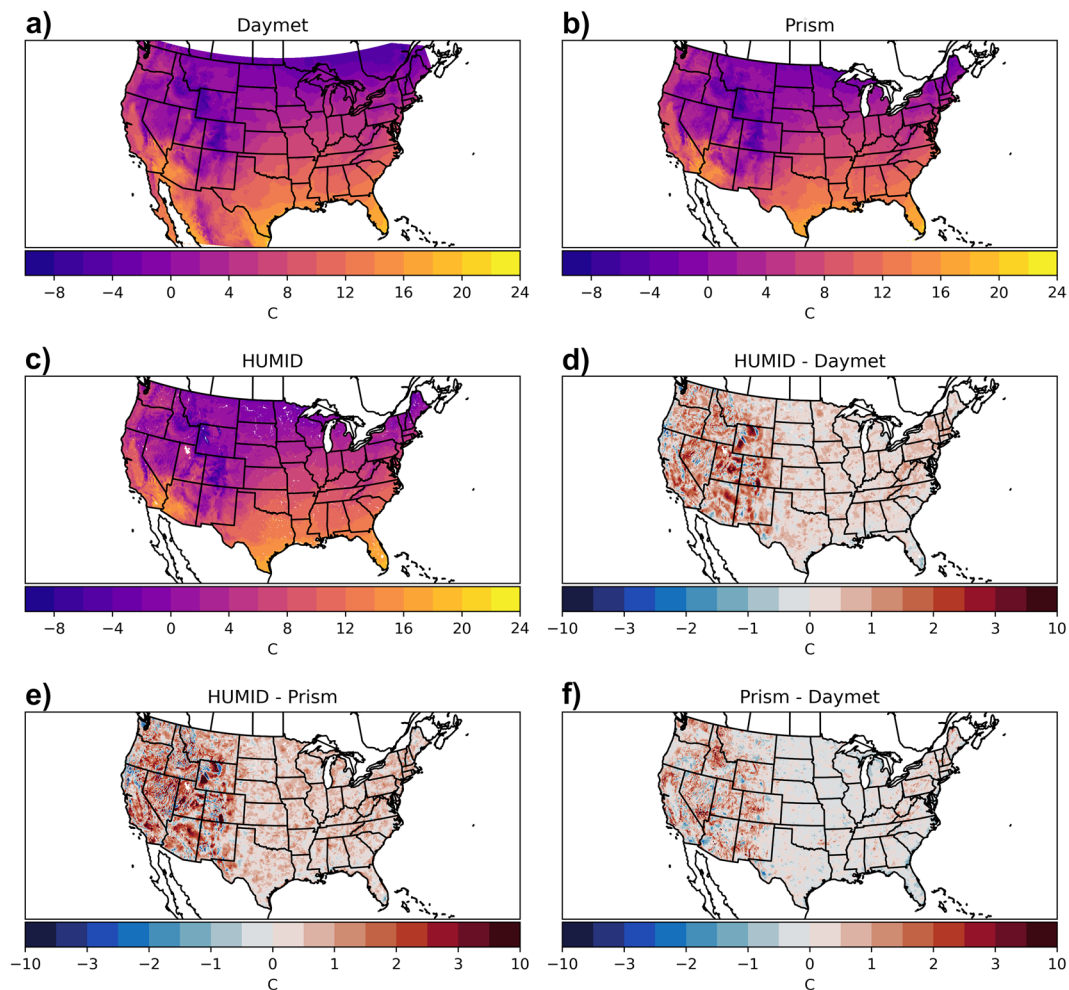 a) Daymet
b) Prism
−8 −4 0 4 8 12 16 20 24
C
−8 −4 0 4 8 12 16 20 24
C
c) HUMID
d) HUMID - Daymet
−8 −4 0 4 8 12 16 20 24
C
−10 −3 −2 −1 0 1 2 3 10
C
e) HUMID - Prism
f) Prism - Daymet
−10 −3 −2 −1 0 1 2 3 10
C
−10 −3 −2 −1 0 1 2 3 10
C